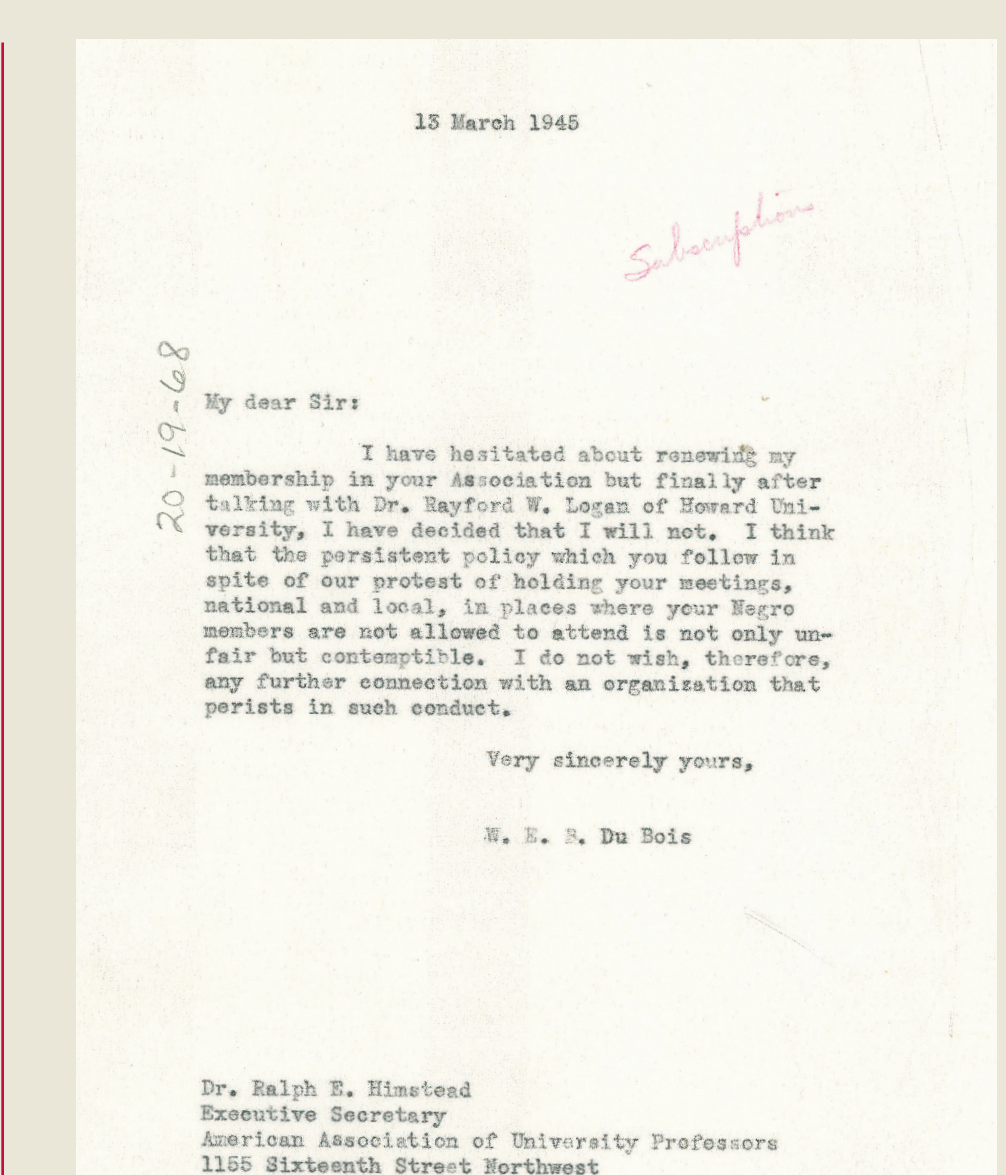 13 March 1945
Subscription
20-19-68
My dear Sir:
I have hesitated about renewing my
membership in your Association but finally after
talking with Dr. Rayford W. Logan of Howard Uni-
versity, I have decided that I will not. I think
that the persistent policy which you follow in
spite of our protest of holding your meetings,
national and local, in places where your Negro
members are not allowed to attend is not only un-
fair but contemptible. I do not wish, therefore,
any further connection with an organization that
perists in such conduct.
Very sincerely yours,
W. E. B. Du Bois
Dr. Ralph E. Himstead
Executive Secretary
American Association of University Professors
1155 Sixteenth Street Northwest